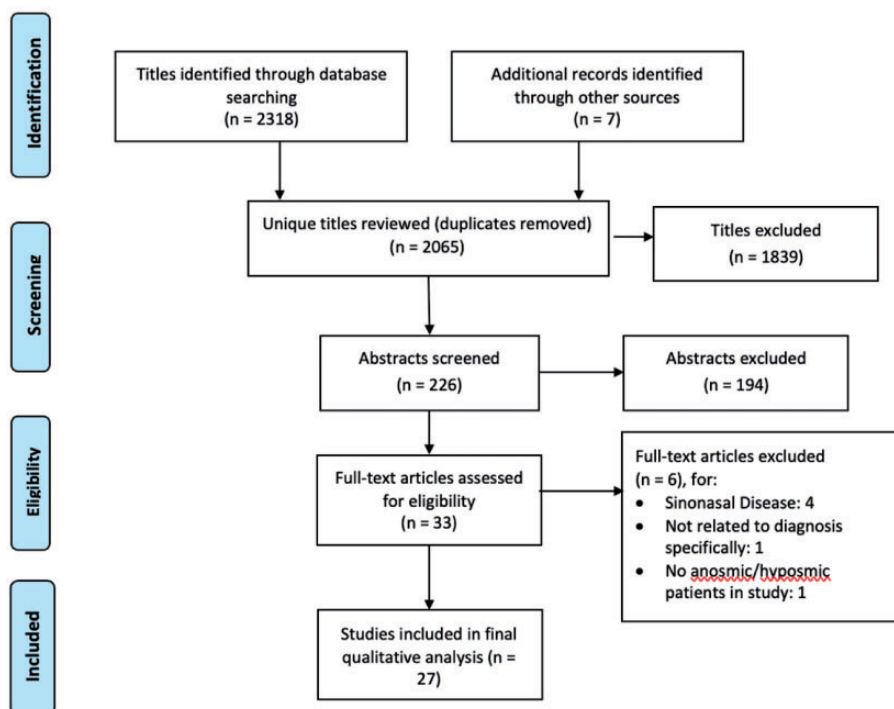 Identification
Titles identified through database
searching
(n = 2318)
Additional records identified
through other sources
(n = 7)
Screening
Unique titles reviewed (duplicates removed)
(n = 2065)
Titles excluded
(n = 1839)
Abstracts screened
(n = 226)
Abstracts excluded
(n = 194)
Eligibility
Full-text articles assessed
for eligibility
(n = 33)
Full-text articles excluded
(n = 6), for:
• Sinonasal Disease: 4
• Not related to diagnosis
specifically: 1
• No anosmic/hyposmic
patients in study: 1
Included
Studies included in final
qualitative analysis (n =
27)